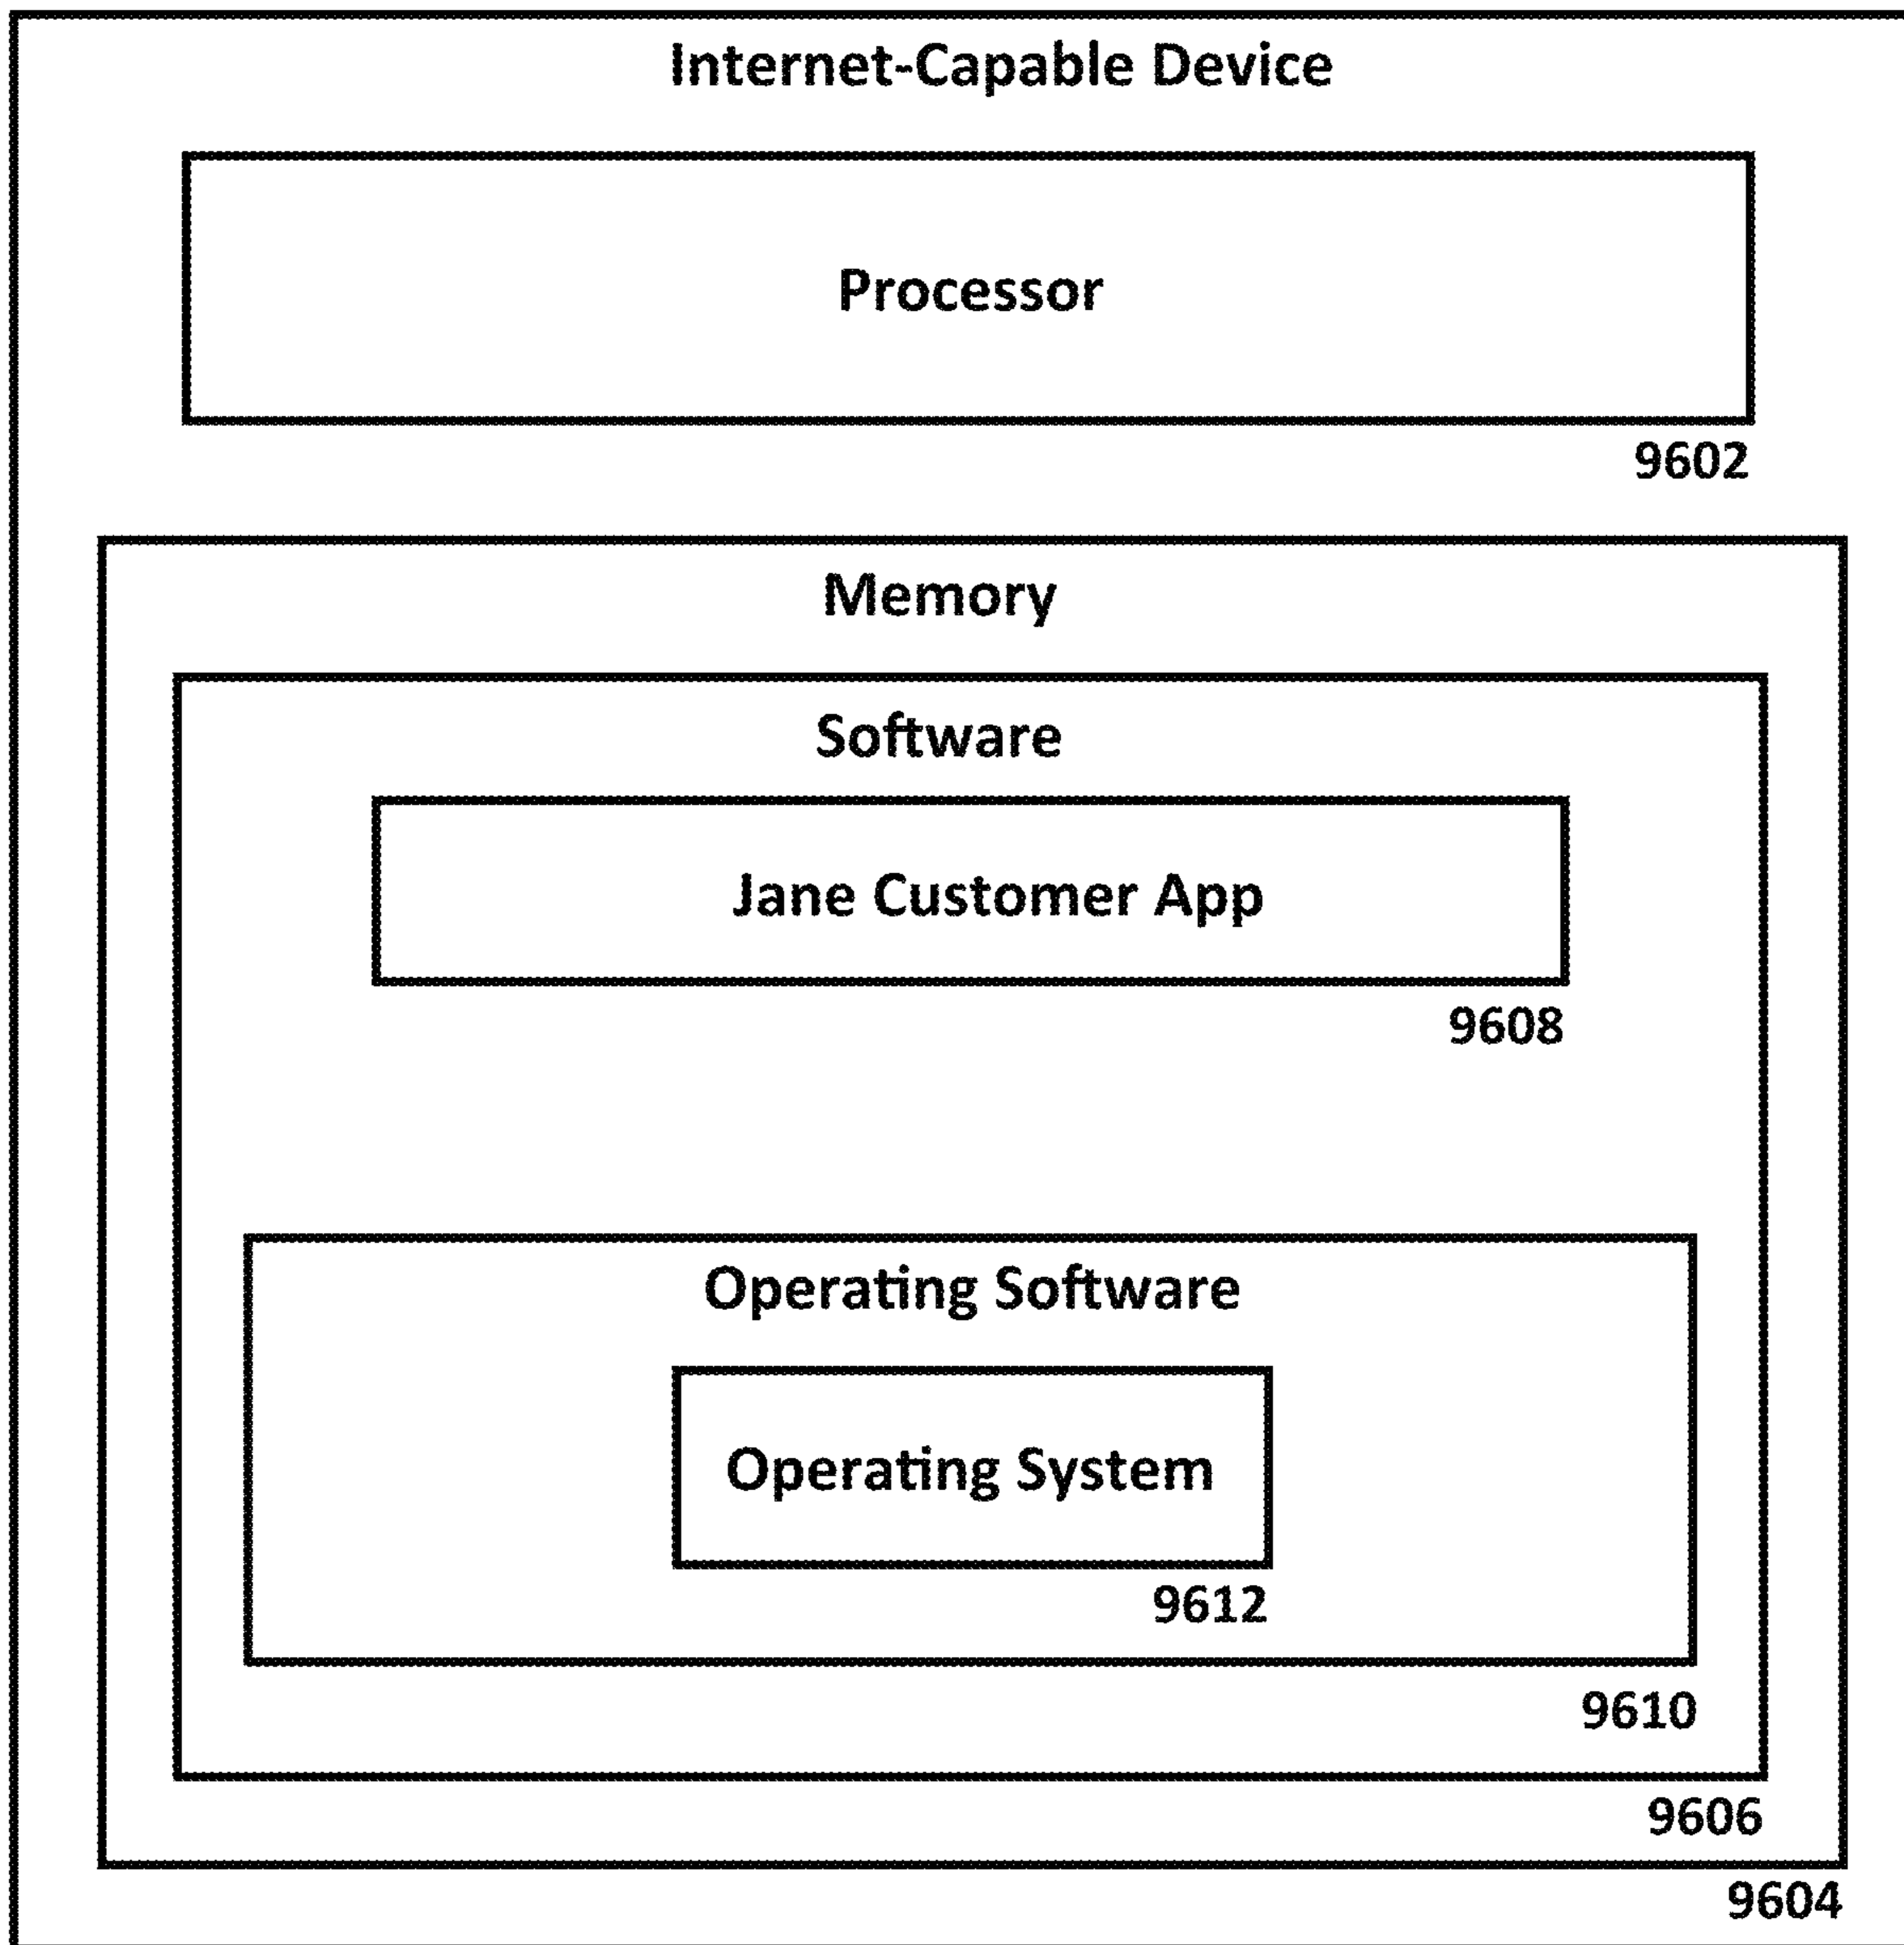 Internet-Capable Device
Processor
9602
Memory
Software
Jane Customer App
9608
Operating Software
Operating System
9612
9610
9606
9604